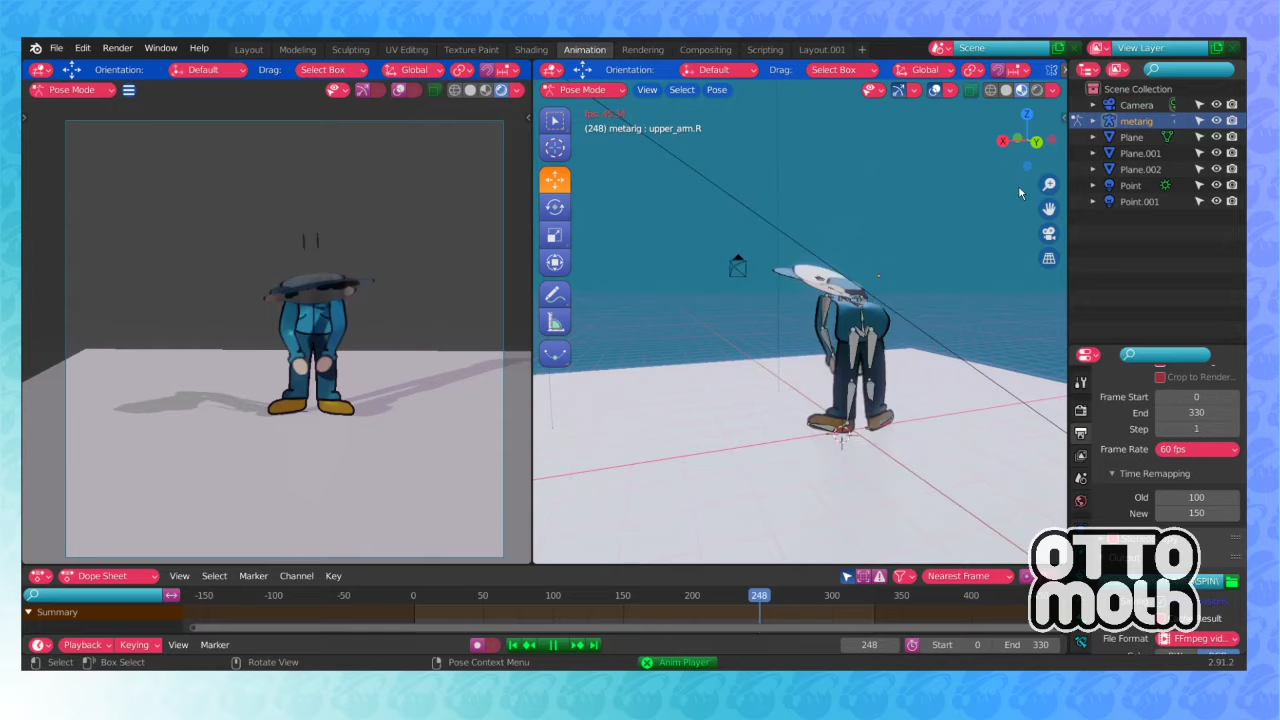 File Edit Render Window Help Layout Modeling Sculpting UV Editing Texture Paint Shading Animation Rendering Compositing Scripting Layout.001 + Scene View Layer
Orientation: Default Drag: Select Box Global Orientation: Default Drag: Select Box Global
Pose Mode Pose Mode View Select Pose
Scene Collection
Camera
metarig
Plane
Plane.001
Plane.002
Point
Point.001
(248) metarig : upper_arm.R
Z
X
Y
Crop to Render...
Frame Start 0
End 330
Step 1
Frame Rate 60 fps
Time Remapping
Old 100
New 150
OTTO
moth
SPIN\
File Format FFmpeg vid...
Dope Sheet View Select Marker Channel Key Nearest Frame
-150 -100 -50 0 50 100 150 200 248 300 350 400
Summary
Playback Keying View Marker 248 Start 0 End 330
Select Box Select Rotate View Pose Context Menu Anim Player 2.91.2